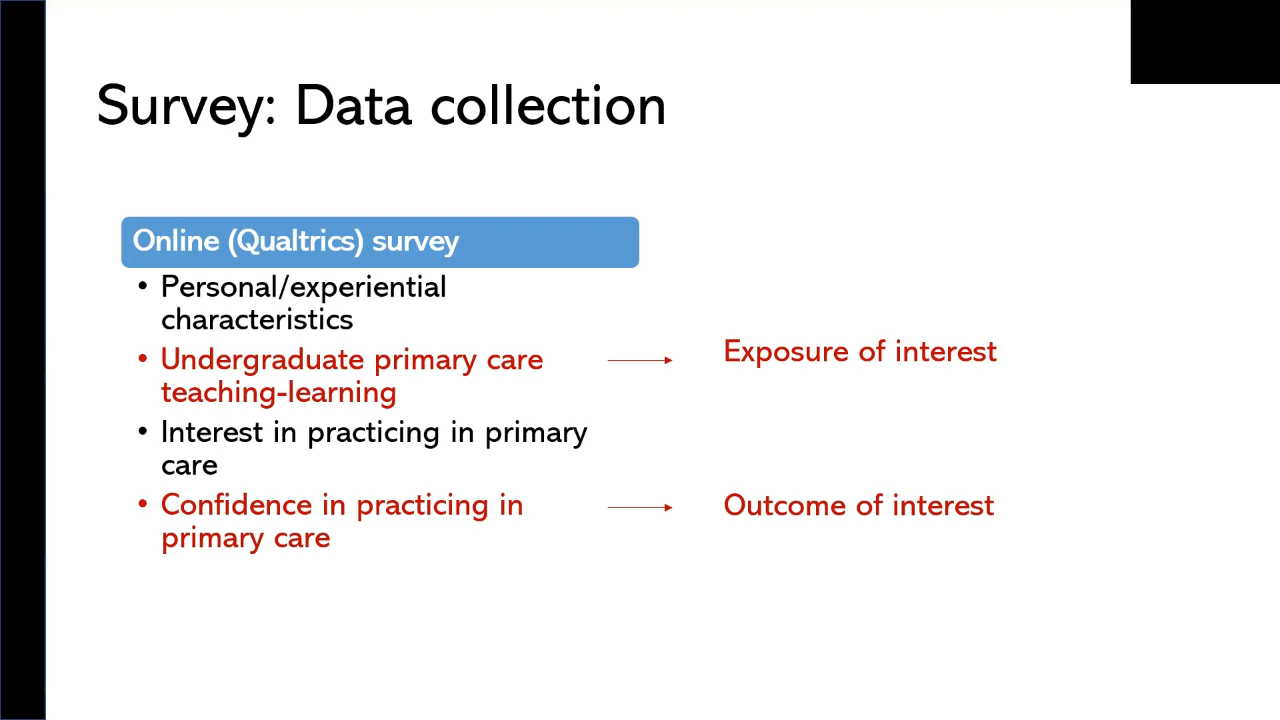 Survey: Data collection
Online (Qualtrics) survey
• Personal/experiential
characteristics
• Undergraduate primary care
teaching-learning
Exposure of interest
• Interest in practicing in primary
care
• Confidence in practicing in
primary care
Outcome of interest